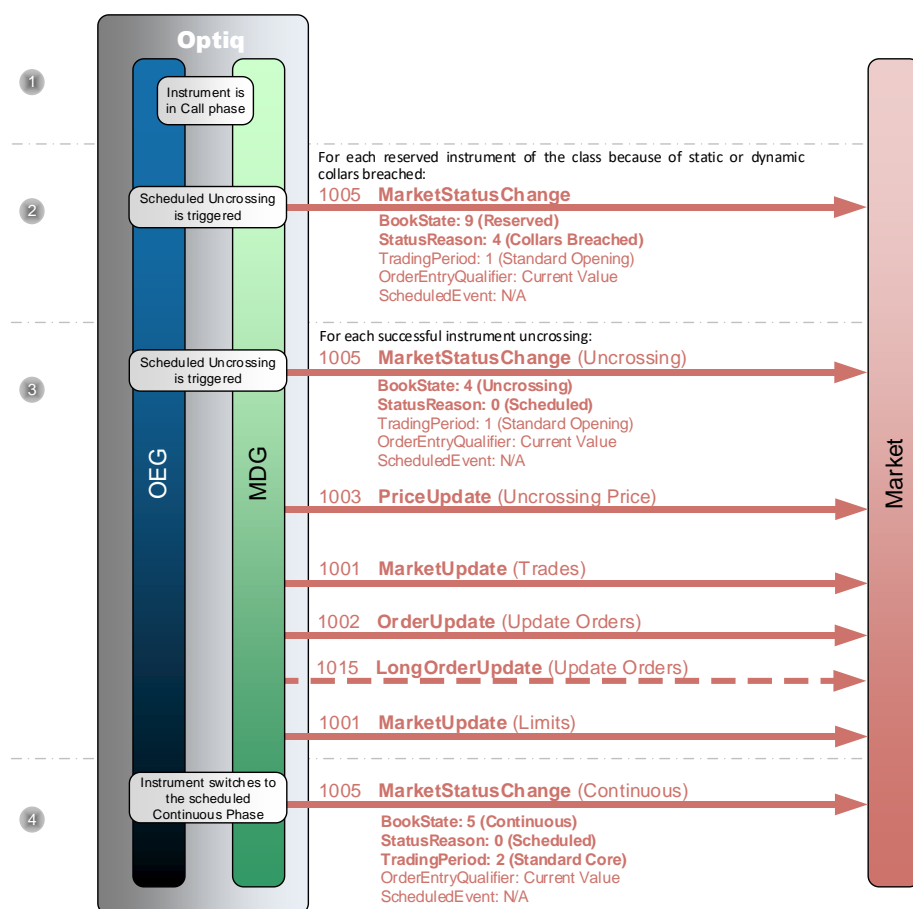 Optiq
1
Instrument is
in Call phase
For each reserved instrument of the class because of static or dynamic
collars breached:
2
Scheduled Uncrossing
is triggered
1005 MarketStatusChange
BookState: 9 (Reserved)
StatusReason: 4 (Collars Breached)
TradingPeriod: 1 (Standard Opening)
OrderEntryQualifier: Current Value
ScheduledEvent: N/A
For each successful instrument uncrossing:
3
Scheduled Uncrossing
is triggered
1005 MarketStatusChange (Uncrossing)
BookState: 4 (Uncrossing)
StatusReason: 0 (Scheduled)
TradingPeriod: 1 (Standard Opening)
OrderEntryQualifier: Current Value
ScheduledEvent: N/A
OEG
MDG
Market
1003 PriceUpdate (Uncrossing Price)
1001 MarketUpdate (Trades)
1002 OrderUpdate (Update Orders)
1015 LongOrderUpdate (Update Orders)
1001 MarketUpdate (Limits)
4
Instrument switches to
the scheduled
Continuous Phase
1005 MarketStatusChange (Continuous)
BookState: 5 (Continuous)
StatusReason: 0 (Scheduled)
TradingPeriod: 2 (Standard Core)
OrderEntryQualifier: Current Value
ScheduledEvent: N/A